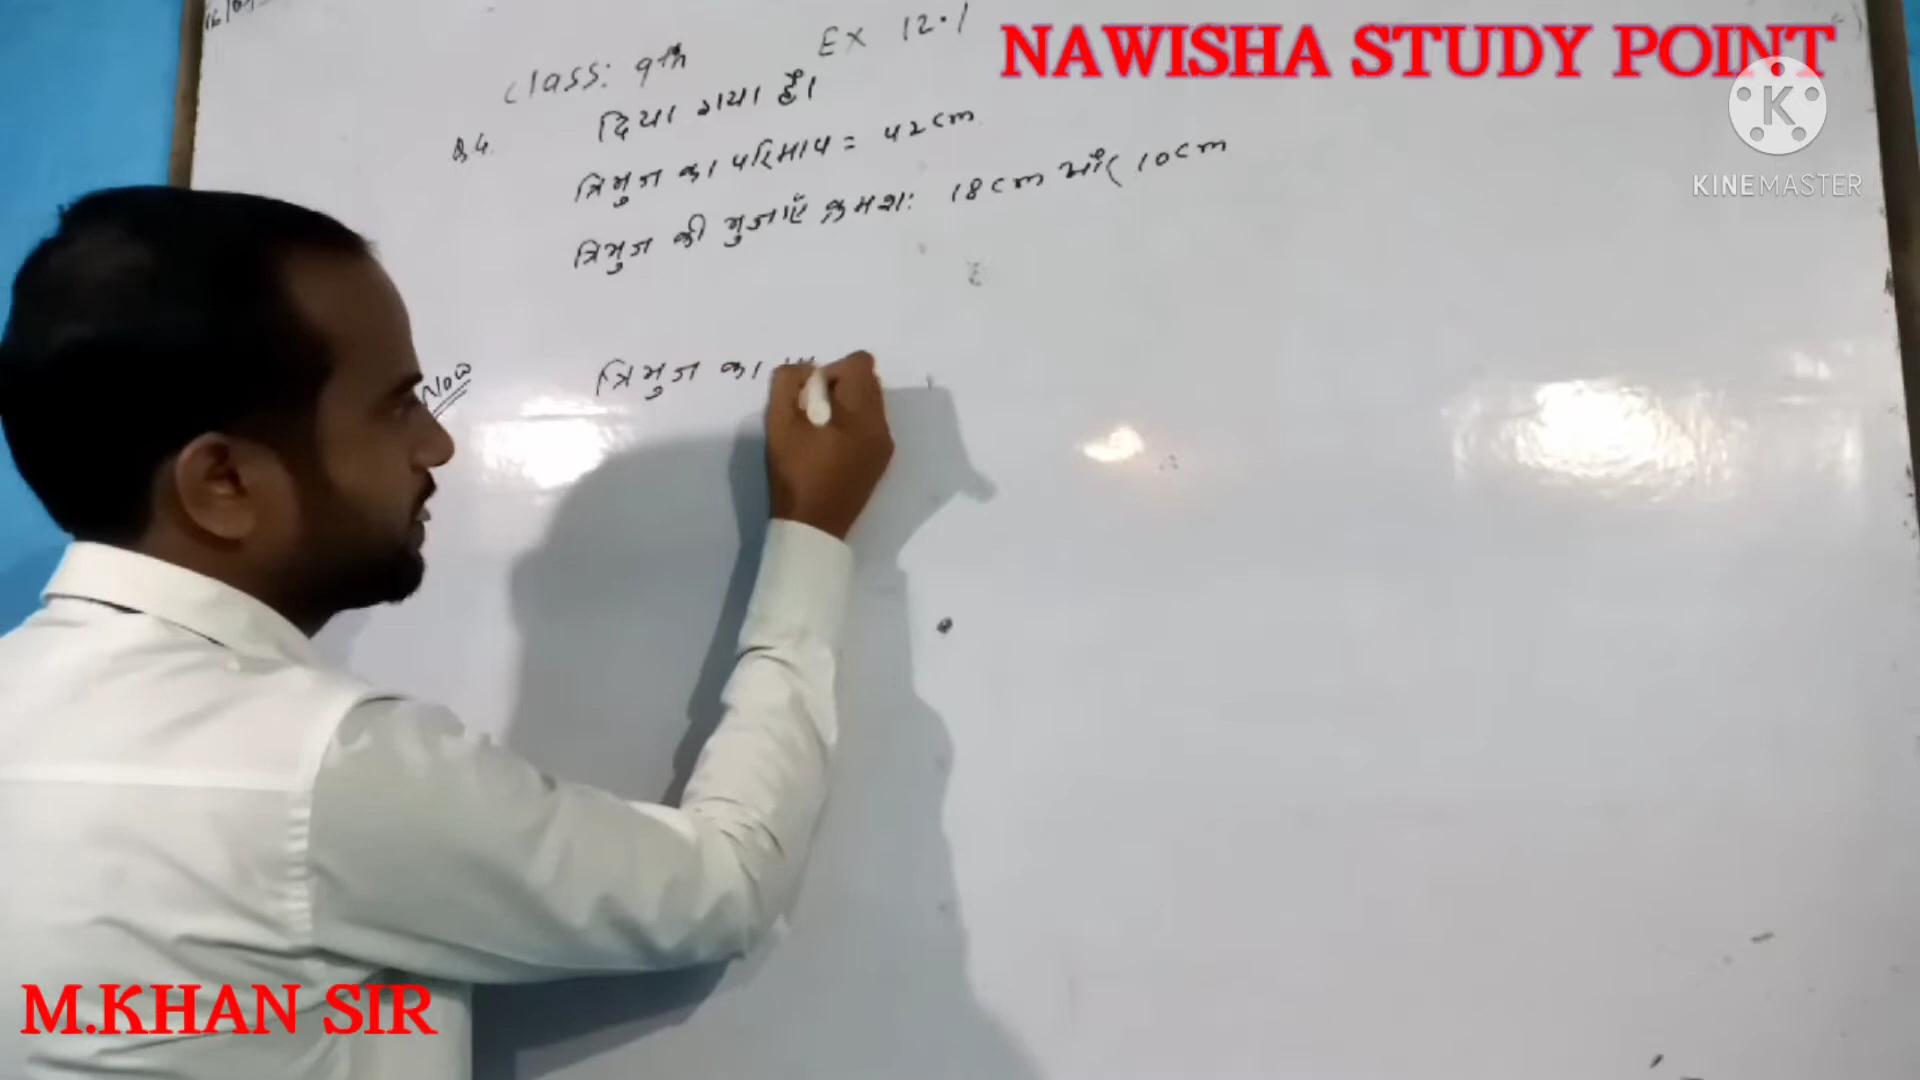 NAWISHA STUDY POINT
KINEMASTER
Class: 9th Ex 12.1
Q4. दिया गया है।
त्रिभुज का परिमाप = 42cm
त्रिभुज की भुजाएँ क्रमशः 18cm और 10cm
Now त्रिभुज का
M.KHAN SIR